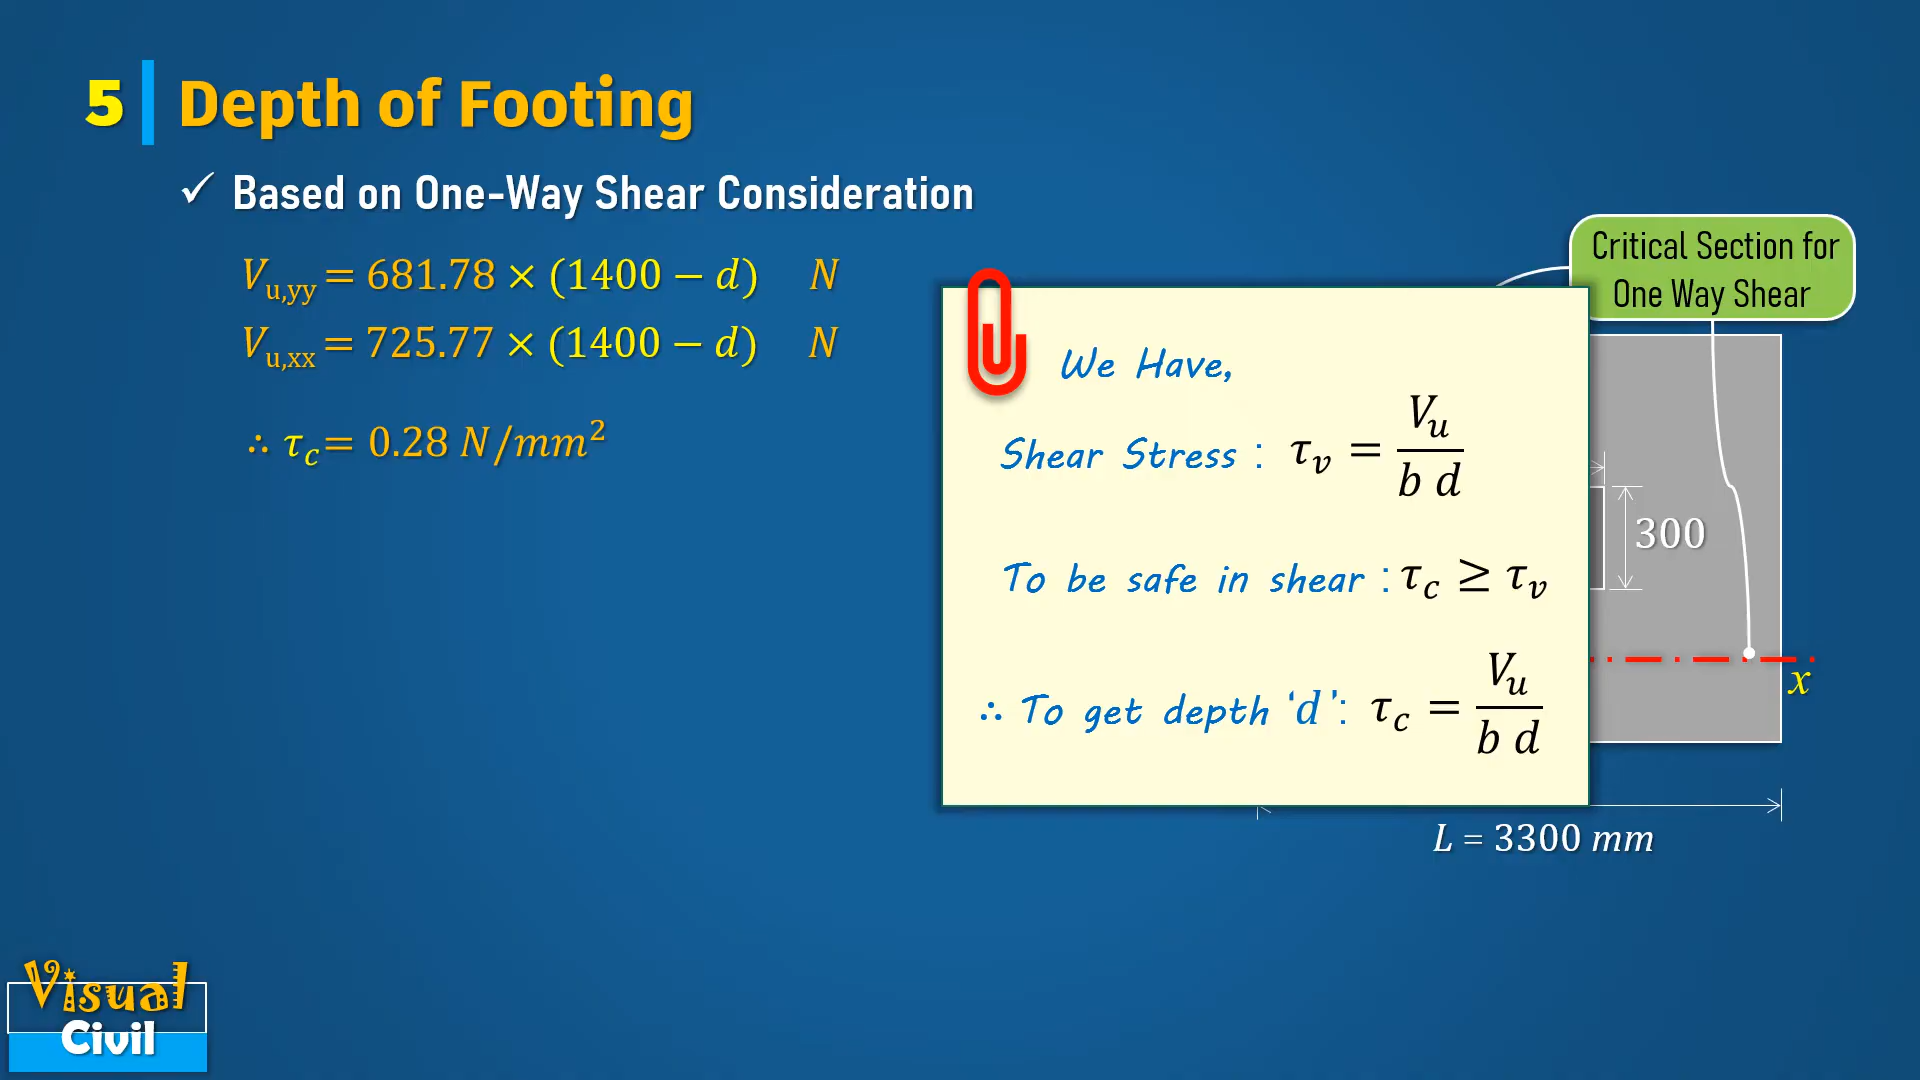 5 Depth of Footing
✓ Based on One-Way Shear Consideration
V_{u,yy} = 681.78 × (1400 − d) N
V_{u,xx} = 725.77 × (1400 − d) N
∴ τ_c = 0.28 N/mm²
Critical Section for
One Way Shear
We Have,
Shear Stress : τ_v = V_u / b d
To be safe in shear : τ_c ≥ τ_v
∴ To get depth 'd': τ_c = V_u / b d
300
x
L = 3300 mm
Visual
Civil